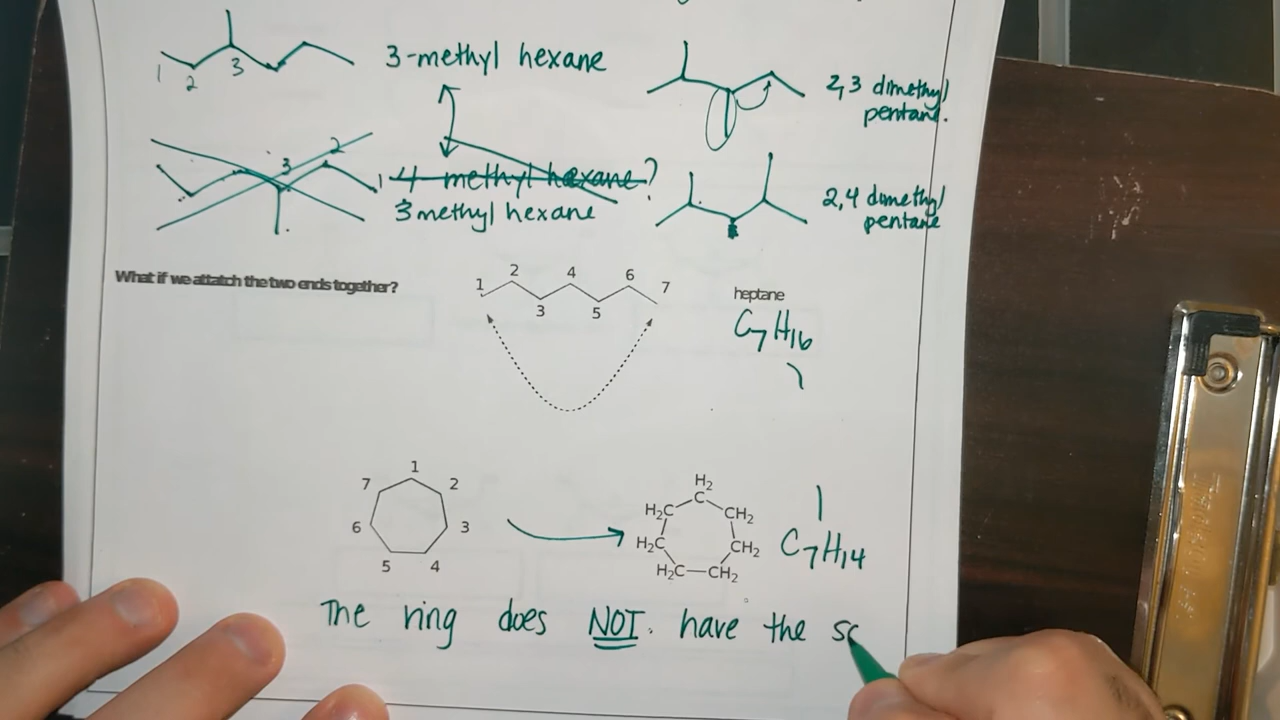 1 2 3
3-methyl hexane
2,3 dimethyl
pentane.
3 2 1
4 methyl hexane?
3 methyl hexane
2,4 dimethyl
pentane
What if we attatch the two ends together?
1 2 3 4 5 6 7
heptane
C7H16
1
7 2
6 3
5 4
H2
C
H2C CH2
H2C CH2
H2C—CH2
C7H14
The ring does NOT. have the